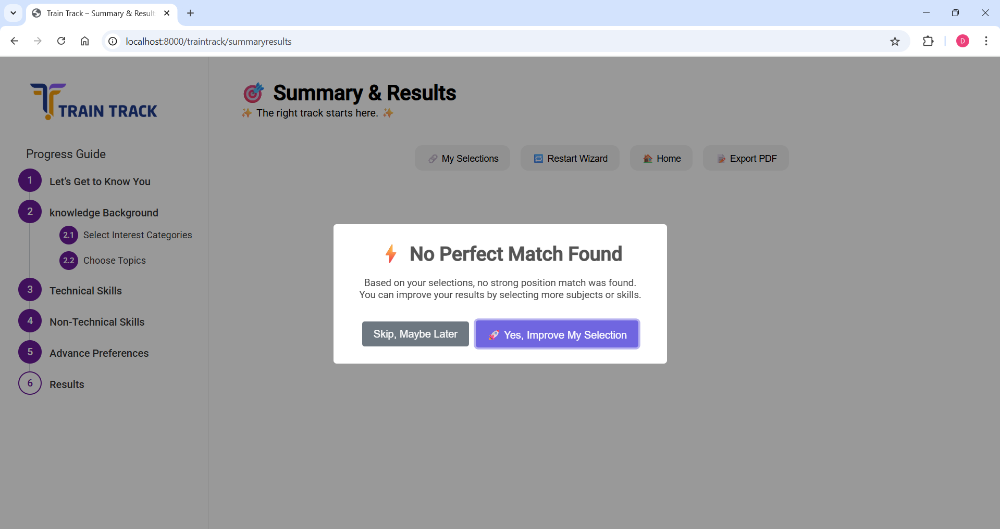 Train Track – Summary & Result
localhost:8000/traintrack/summaryresults
D
TRAIN TRACK
Progress Guide
1 Let's Get to Know You
2 knowledge Background
2.1 Select Interest Categories
2.2 Choose Topics
3 Technical Skills
4 Non-Technical Skills
5 Advance Preferences
6 Results
🎯 Summary & Results
✨ The right track starts here. ✨
🔗 My Selections 🔁 Restart Wizard 🏠 Home 📝 Export PDF
⚡ No Perfect Match Found
Based on your selections, no strong position match was found.
You can improve your results by selecting more subjects or skills.
Skip, Maybe Later 🚀 Yes, Improve My Selection